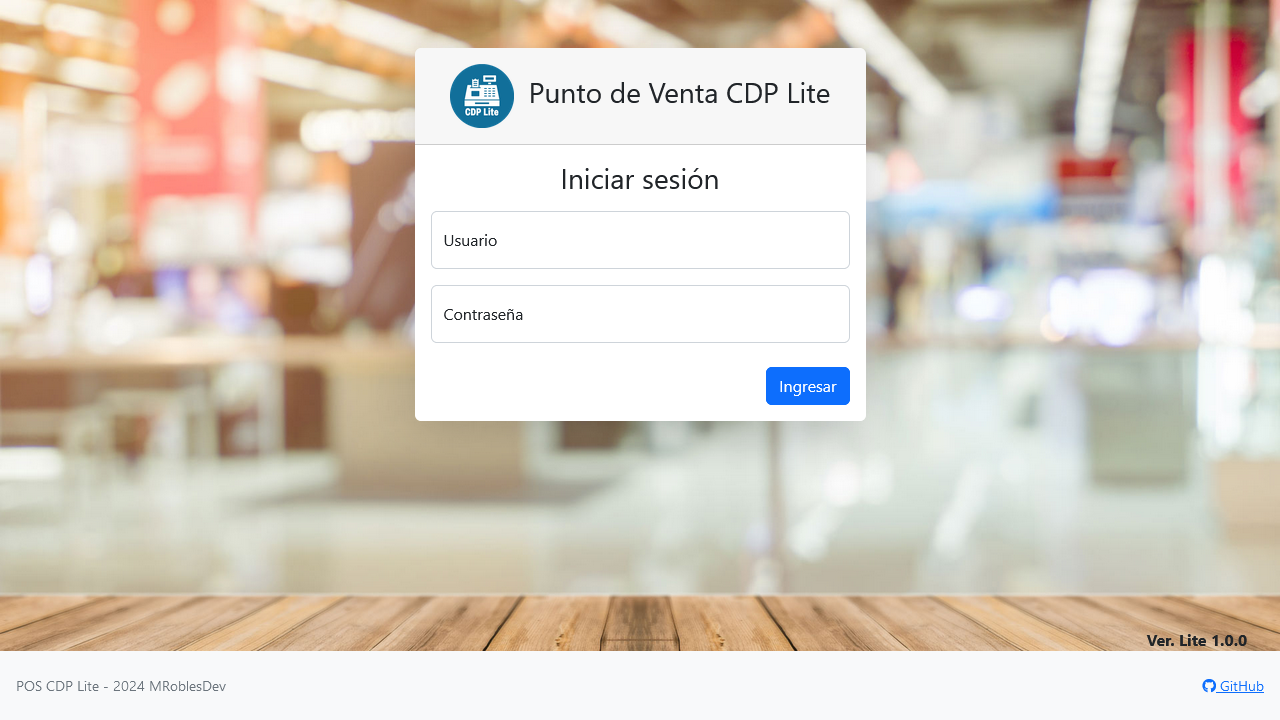 CDP Lite
Punto de Venta CDP Lite
Iniciar sesión
Usuario
Contraseña
Ingresar
Ver. Lite 1.0.0
POS CDP Lite - 2024 MRoblesDev
GitHub